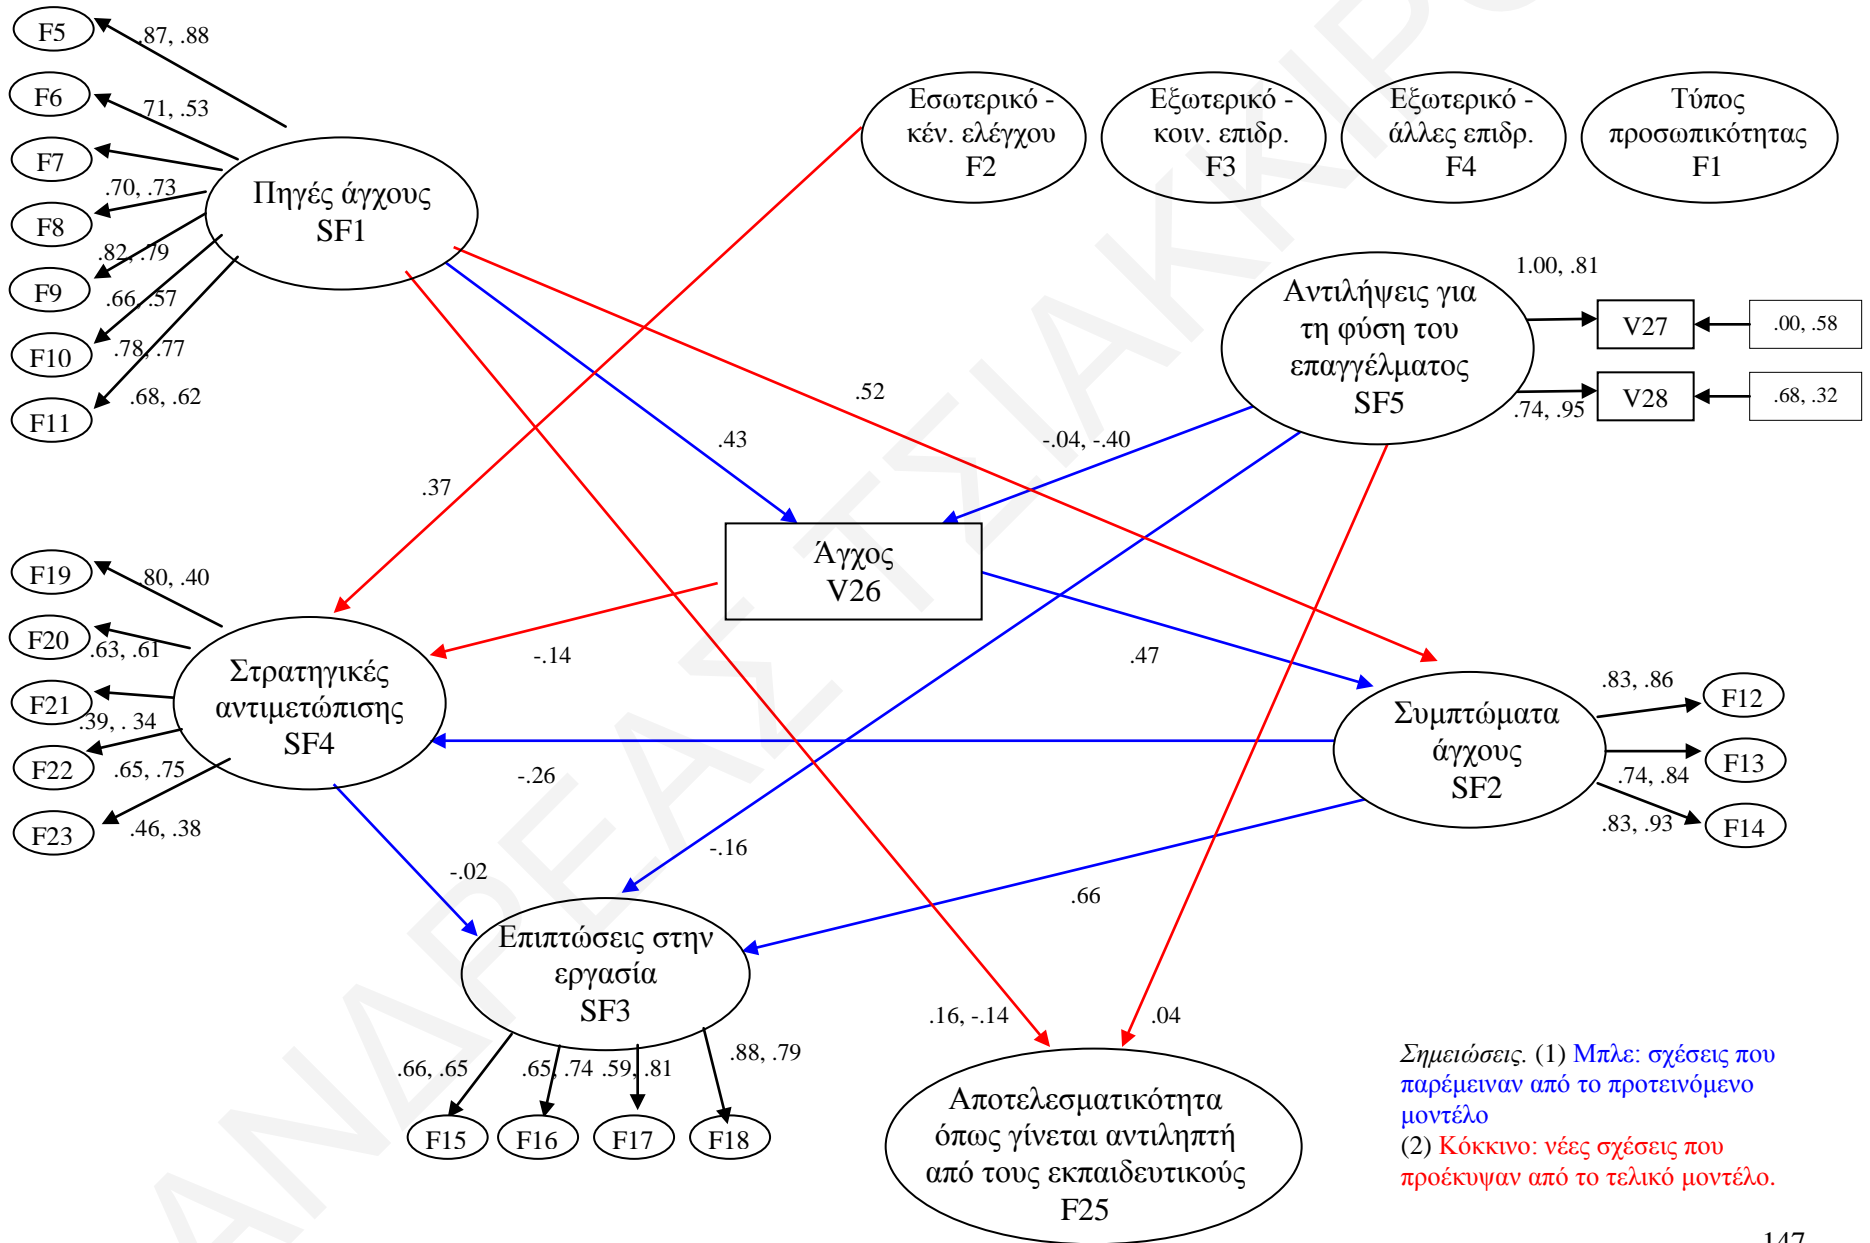 F5
.87, .88
F6
.71, .53
F7
F8
.70, .73
F9
.82, .79
F10
.66, .57
.78, .77
F11
.68, .62
Πηγές άγχους
SF1
Εσωτερικό -
κέν. ελέγχου
F2
Εξωτερικό -
κοιν. επιδρ.
F3
Εξωτερικό -
άλλες επιδρ.
F4
Τύπος
προσωπικότητας
F1
Αντιλήψεις για
τη φύση του
επαγγέλματος
SF5
1.00, .81
V27
.00, .58
.74, .95
V28
.68, .32
.52
.43
-.04, -.40
.37
Άγχος
V26
F19
.80, .40
F20
.63, .61
F21
.39, . 34
F22
.65, .75
F23
.46, .38
Στρατηγικές
αντιμετώπισης
SF4
-.14
.47
-.26
Συμπτώματα
άγχους
SF2
.83, .86
F12
F13
.74, .84
.83, .93
F14
-.02
-.16
.66
Επιπτώσεις στην
εργασία
SF3
.16, -.14
.04
.66, .65
.65, .74
.59, .81
.88, .79
F15
F16
F17
F18
Αποτελεσματικότητα
όπως γίνεται αντιληπτή
από τους εκπαιδευτικούς
F25
Σημειώσεις. (1) Μπλε: σχέσεις που
παρέμειναν από το προτεινόμενο
μοντέλο
(2) Κόκκινο: νέες σχέσεις που
προέκυψαν από το τελικό μοντέλο.
147
ΑΝΔΡΕΑΣ ΤΣΙΑΚΚΙΡΟΣ